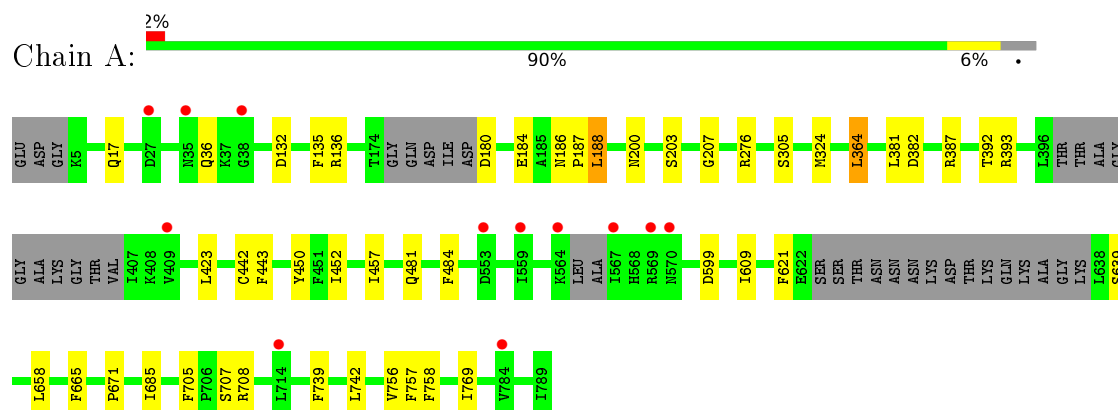 2%
Chain A:
90% 6% •
GLU ASP GLY K5 Q17 D27 N35 Q36 K37 G38 D132 F135 R136 T174 GLY GLN ASP ILE ASP D180 E184 A185 N186 P187 L188 N200 S203 G207 R276 S305 M324 L364 L381 D382 R387 T392 R393 L396 THR THR ALA GLY
GLY ALA LYS GLY THR VAL I407 K408 V409 L423 C442 F443 Y450 F451 I452 I457 Q481 F484 D553 I559 K564 LEU ALA I567 H568 R569 N570 D599 I609 F621 E622 SER SER THR ASN ASN ASN LYS ASP THR LYS GLN LYS ALA GLY LYS L638 S639
L658 F665 P671 I685 F705 P706 S707 R708 L714 F739 L742 V756 F757 F758 I769 V784 I789